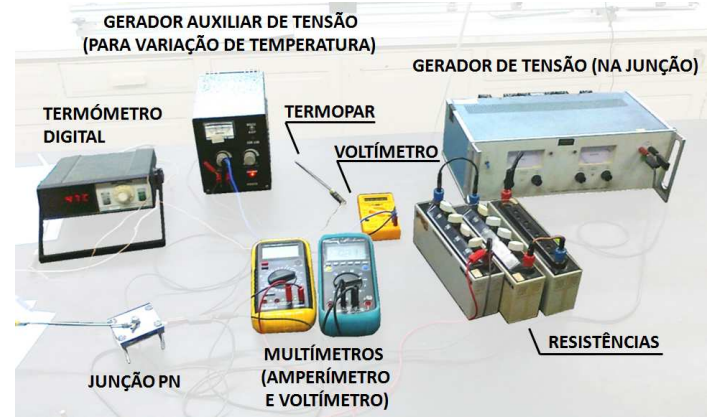 GERADOR AUXILIAR DE TENSÃO
(PARA VARIAÇÃO DE TEMPERATURA)
GERADOR DE TENSÃO (NA JUNÇÃO)
TERMÓMETRO
DIGITAL
TERMOPAR
VOLTÍMETRO
RESISTÊNCIAS
JUNÇÃO PN
MULTÍMETROS
(AMPERÍMETRO
E VOLTÍMETRO)